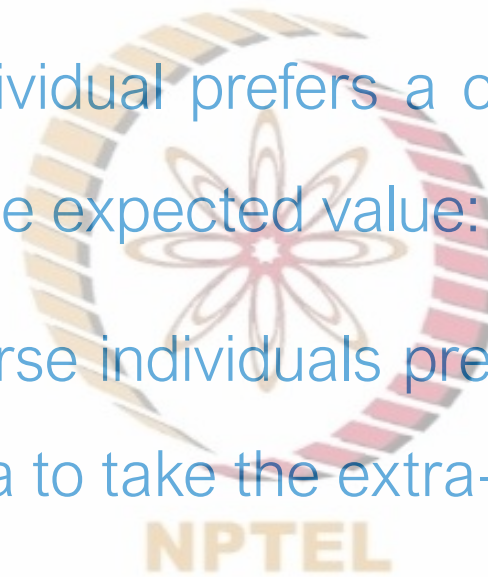 ividual prefers a c
e expected value:
rse individuals pre
a to take the extra-
NPTEL